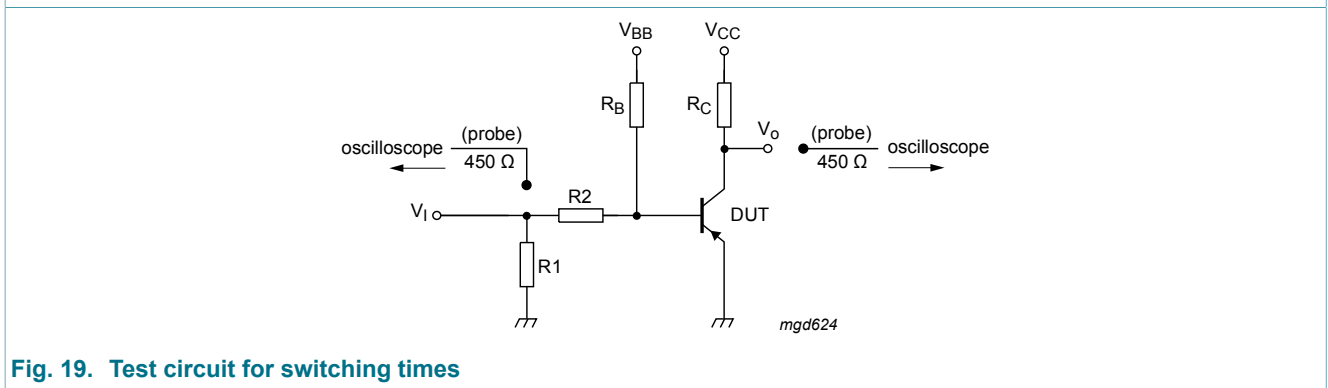 VBB
VCC
RB
RC
oscilloscope
(probe)
450 Ω
Vo
(probe)
450 Ω
oscilloscope
R2
VI
DUT
R1
mgd624
Fig. 19. Test circuit for switching times